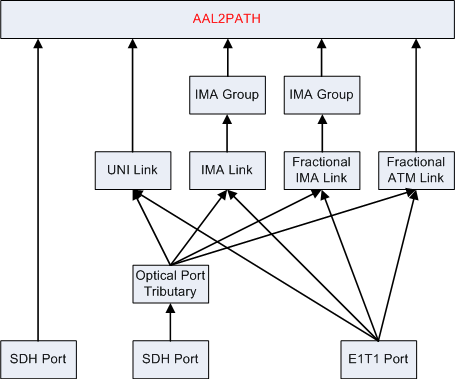 AAL2PATH
IMA Group
IMA Group
UNI Link
IMA Link
Fractional
IMA Link
Fractional
ATM Link
Optical Port
Tributary
SDH Port
SDH Port
E1T1 Port